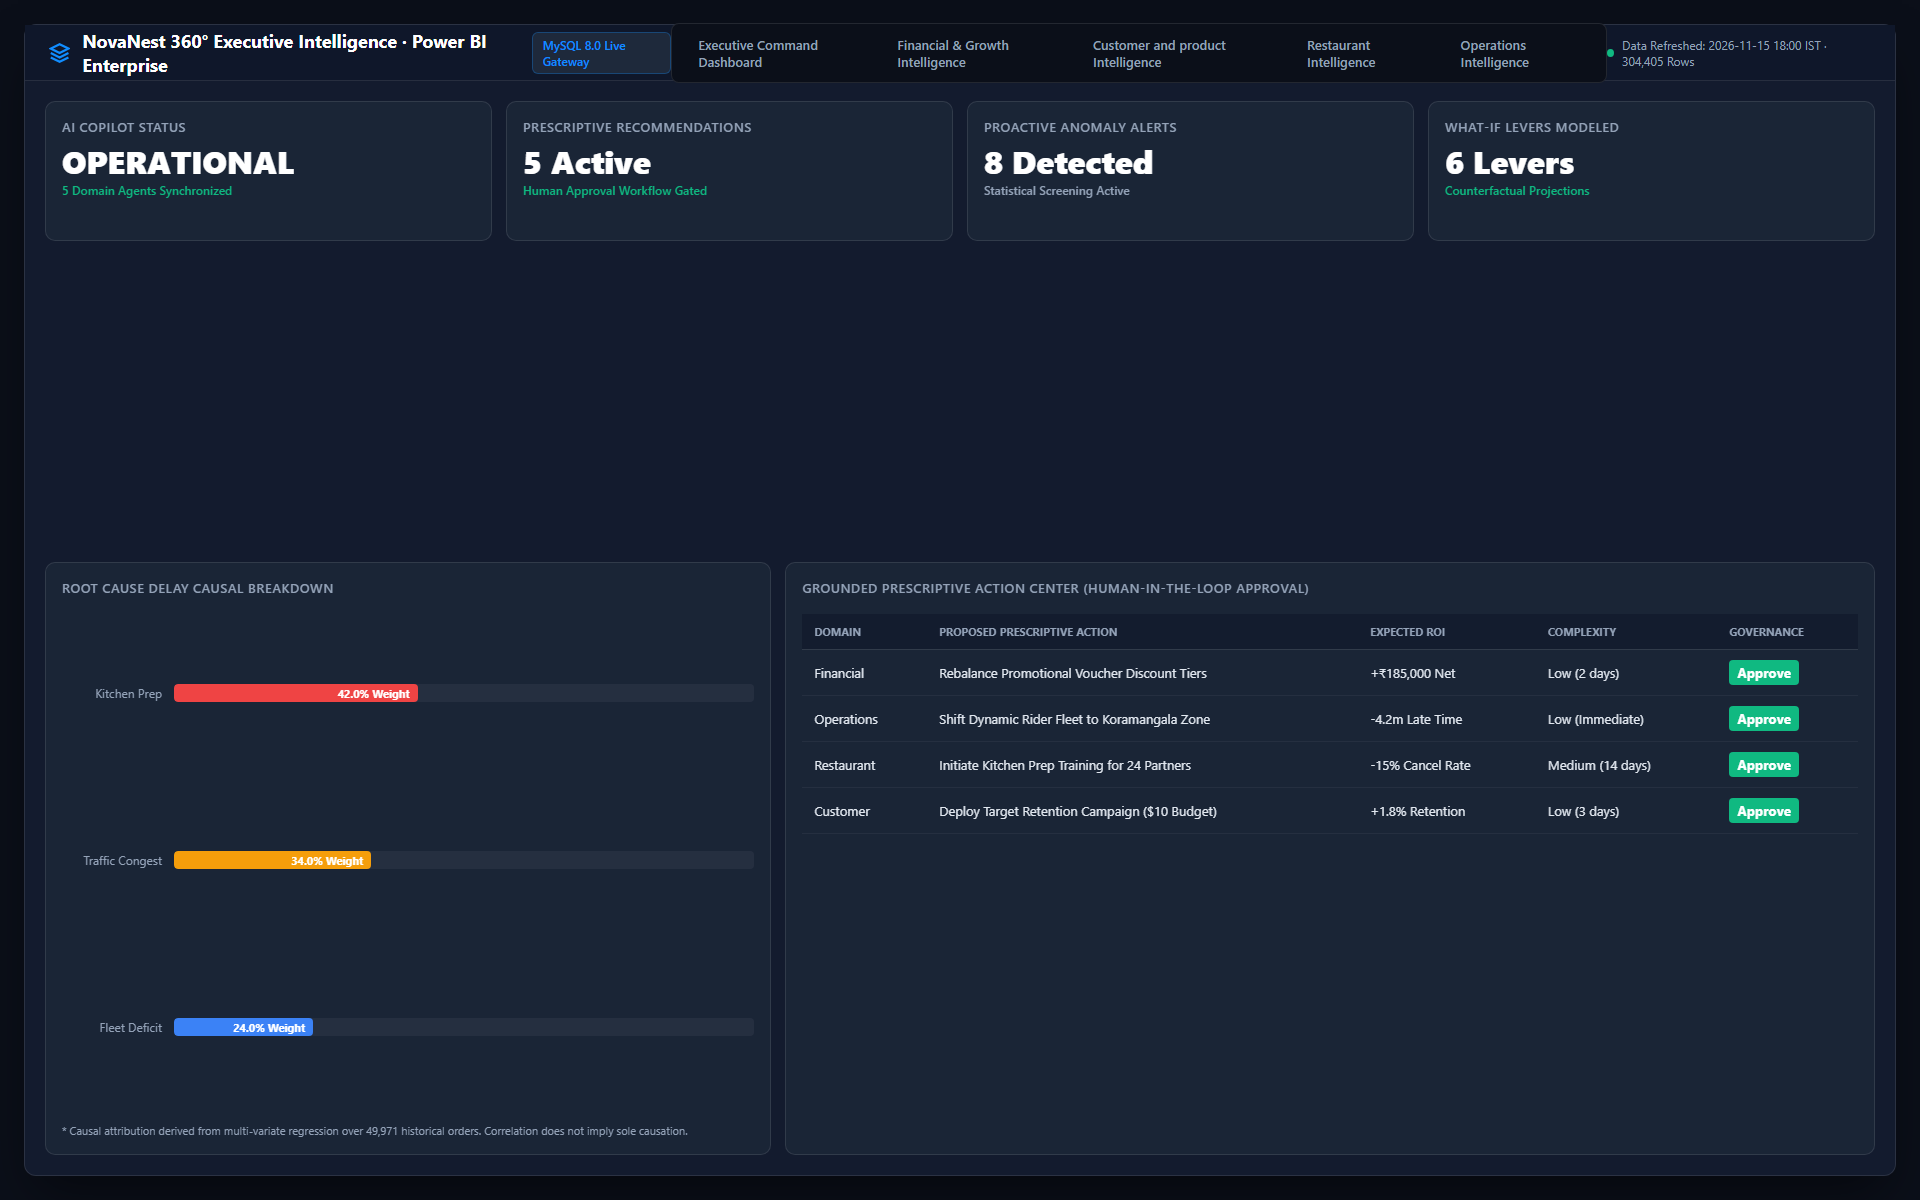 NovaNest 360° Executive Intelligence · Power BI
Enterprise
MySQL 8.0 Live
Gateway
Executive Command
Dashboard
Financial & Growth
Intelligence
Customer and product
Intelligence
Restaurant
Intelligence
Operations
Intelligence
Data Refreshed: 2026-11-15 18:00 IST ·
304,405 Rows
AI COPILOT STATUS
OPERATIONAL
5 Domain Agents Synchronized
PRESCRIPTIVE RECOMMENDATIONS
5 Active
Human Approval Workflow Gated
PROACTIVE ANOMALY ALERTS
8 Detected
Statistical Screening Active
WHAT-IF LEVERS MODELED
6 Levers
Counterfactual Projections
ROOT CAUSE DELAY CAUSAL BREAKDOWN
Kitchen Prep 42.0% Weight
Traffic Congest 34.0% Weight
Fleet Deficit 24.0% Weight
* Causal attribution derived from multi-variate regression over 49,971 historical orders. Correlation does not imply sole causation.
GROUNDED PRESCRIPTIVE ACTION CENTER (HUMAN-IN-THE-LOOP APPROVAL)
DOMAIN PROPOSED PRESCRIPTIVE ACTION EXPECTED ROI COMPLEXITY GOVERNANCE
Financial Rebalance Promotional Voucher Discount Tiers +₹185,000 Net Low (2 days) Approve
Operations Shift Dynamic Rider Fleet to Koramangala Zone -4.2m Late Time Low (Immediate) Approve
Restaurant Initiate Kitchen Prep Training for 24 Partners -15% Cancel Rate Medium (14 days) Approve
Customer Deploy Target Retention Campaign ($10 Budget) +1.8% Retention Low (3 days) Approve